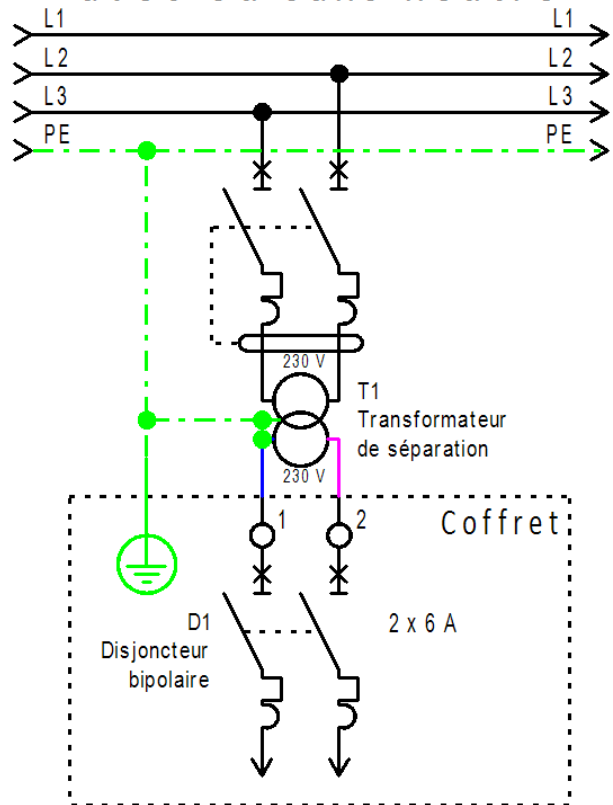 L1 L1
L2 L2
L3 L3
PE PE
230 V
T1
Transformateur
de séparation
230 V
1 2
Coffret
D1
Disjoncteur
bipolaire
2 x 6 A